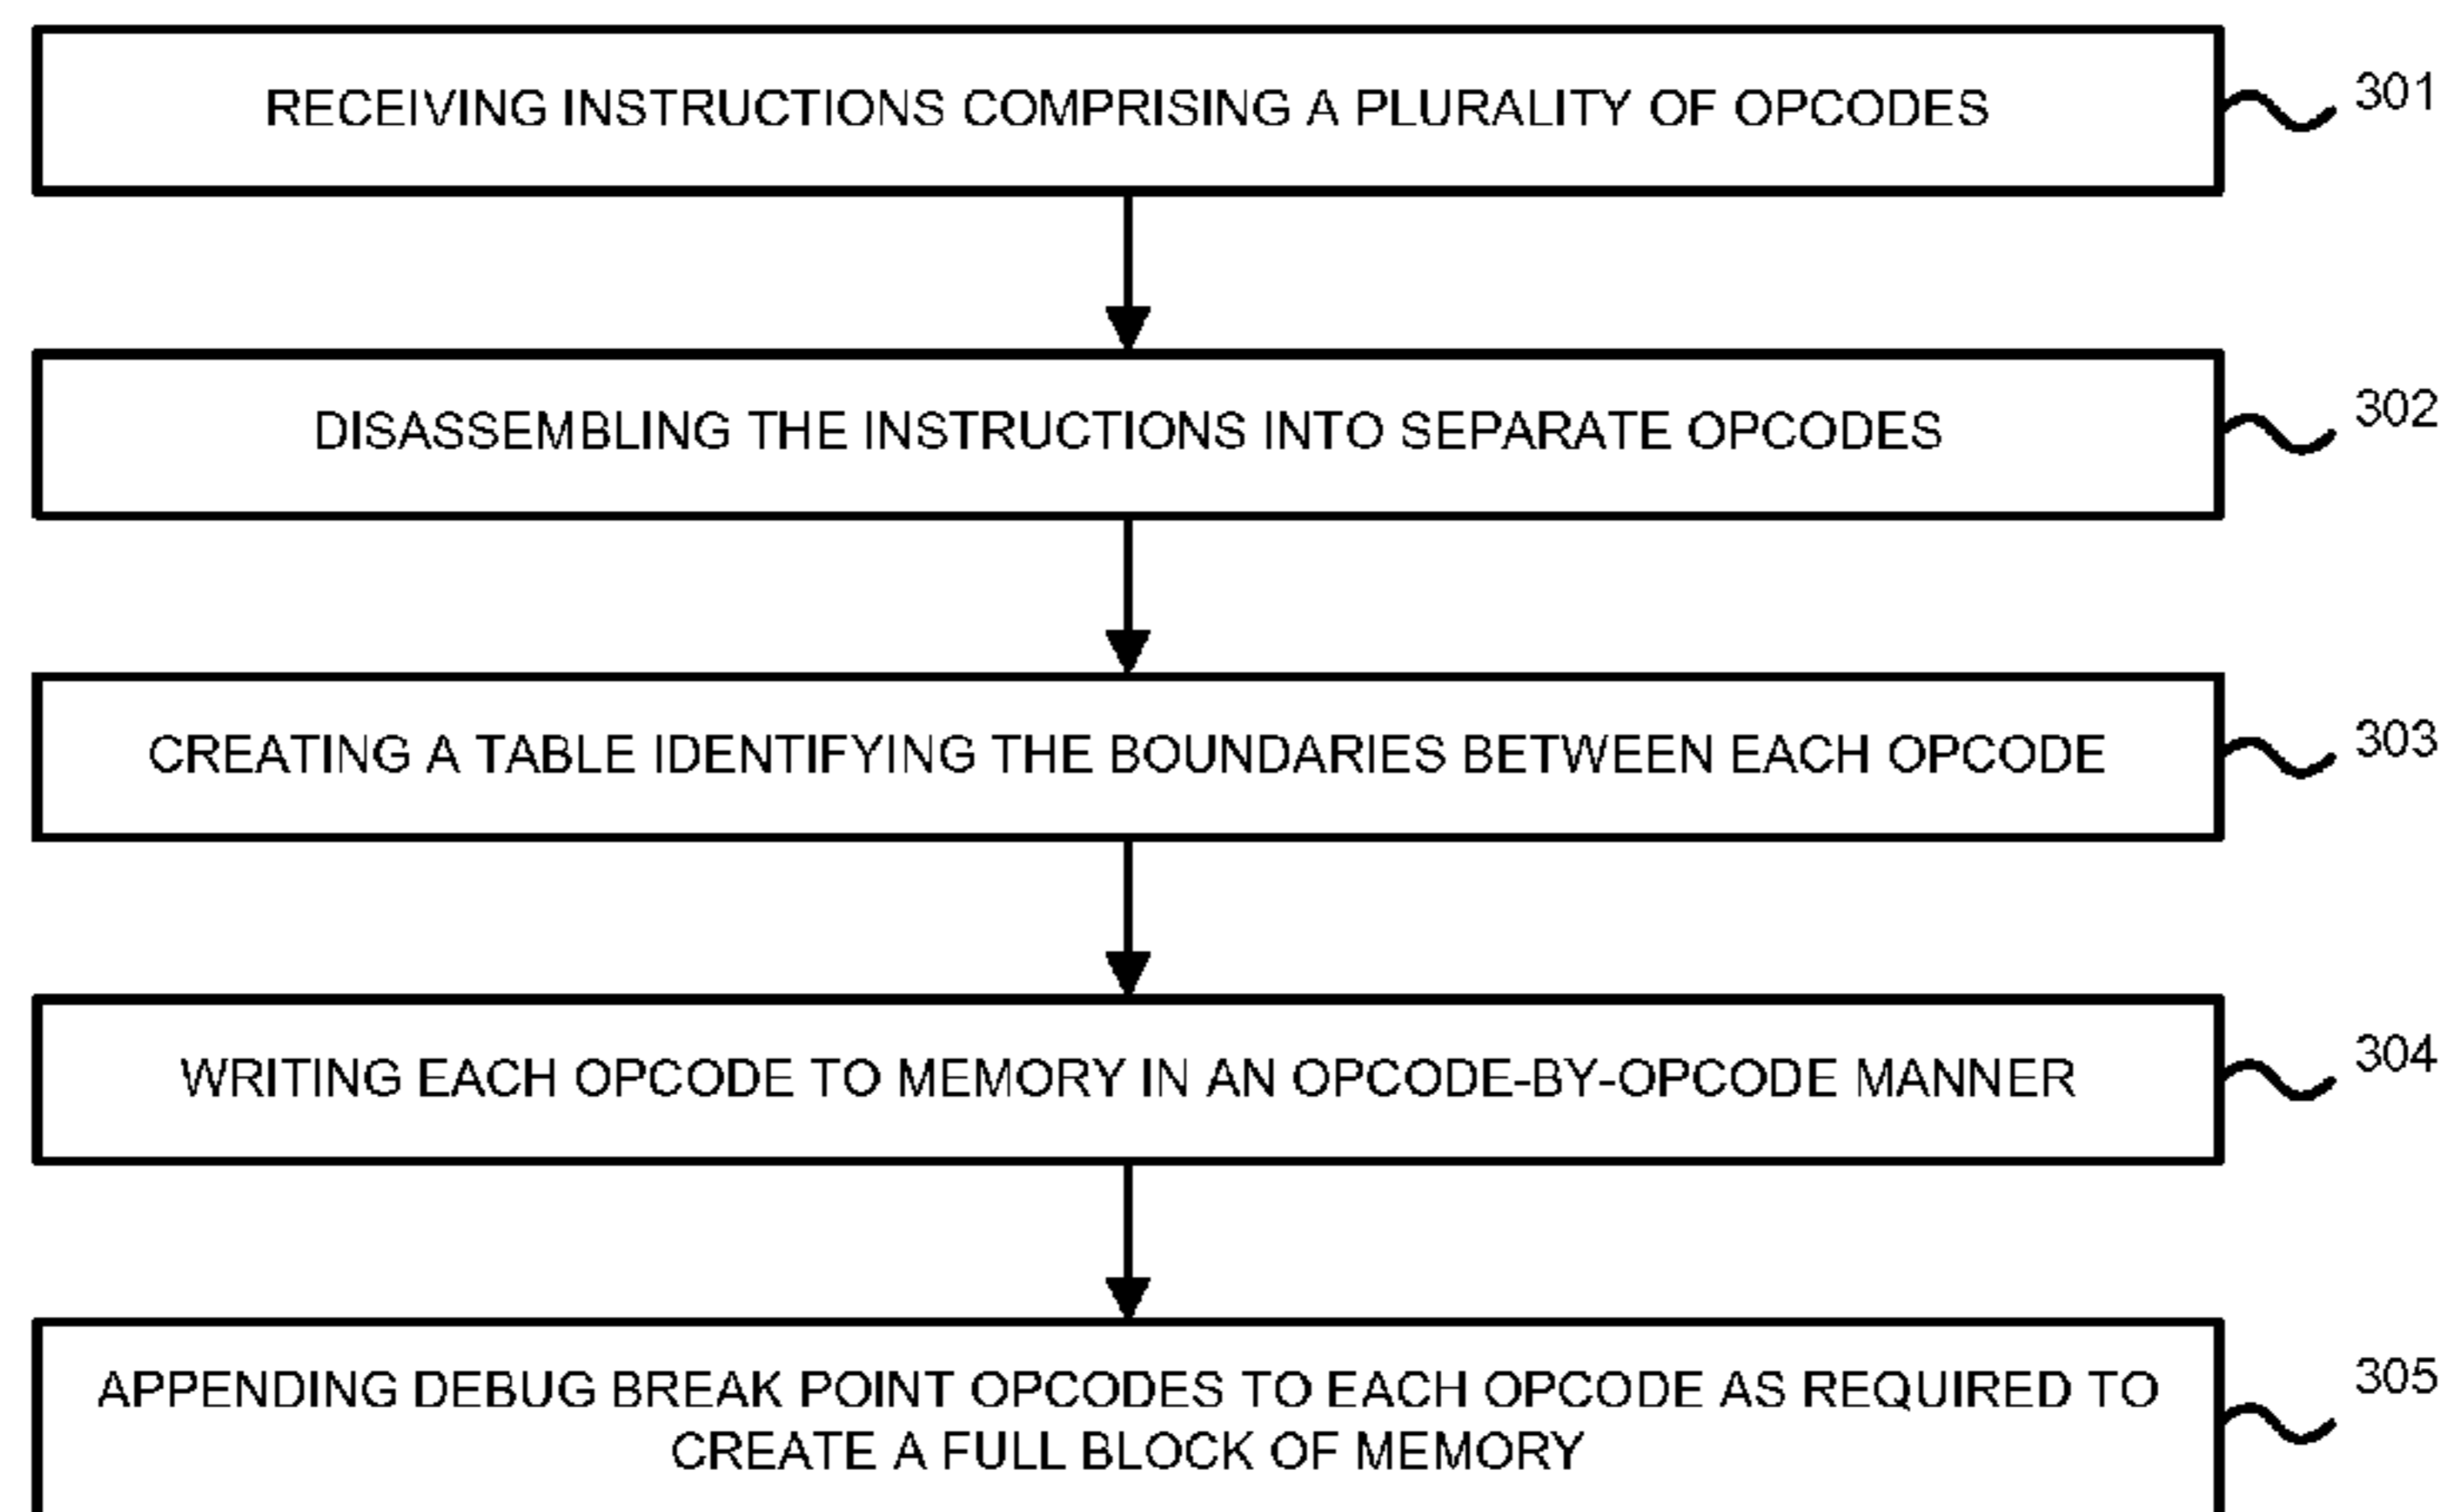 RECEIVING INSTRUCTIONS COMPRISING A PLURALITY OF OPCODES
301
DISASSEMBLING THE INSTRUCTIONS INTO SEPARATE OPCODES
302
CREATING A TABLE IDENTIFYING THE BOUNDARIES BETWEEN EACH OPCODE
303
WRITING EACH OPCODE TO MEMORY IN AN OPCODE-BY-OPCODE MANNER
304
APPENDING DEBUG BREAK POINT OPCODES TO EACH OPCODE AS REQUIRED TO
CREATE A FULL BLOCK OF MEMORY
305